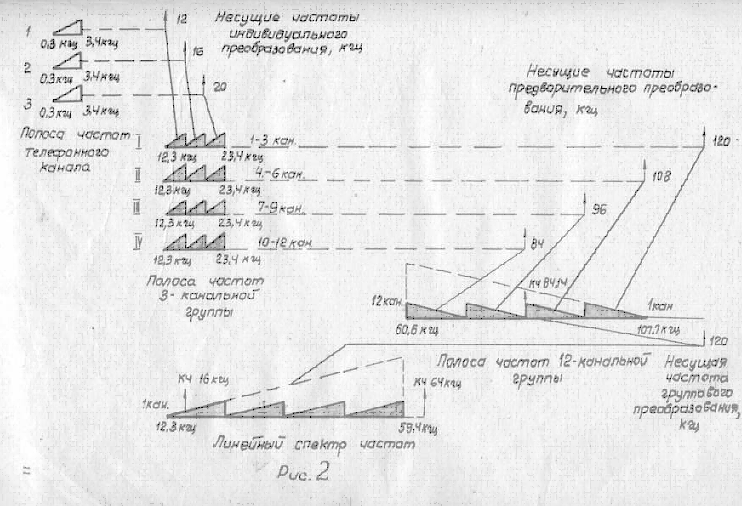 1
0.3 кгц 3,4 кгц
2
0.3 кгц 3.4 кгц
3
0.3 кгц 3.4 кгц
12
16
20
Несущие частоты
индивидуального
преобразования, кгц
Полоса частот
телефонного
канала
I
1-3 кан.
12,3 кгц 23,4 кгц
II
4-6 кан.
12,3 кгц 23,4 кгц
III
7-9 кан.
12,3 кгц 23.4 кгц
IV
10-12 кан.
12,3 кгц 23,4 кгц
Полоса частот
3-канальной
группы
Несущие частоты
предворительного преобразо-
вания, кгц
120
108
96
84
кч 84кгц
12 кан.
1 кан
60,6 кгц
107.7 кгц
120
Полоса частот 12-канальной
группы
Несущая
частота
группового
преобразования,
кгц
кч 16 кгц
кч 64 кгц
1 кан.
12.3 кгц
59.4 кгц
Линейный спектр частот
Рис. 2